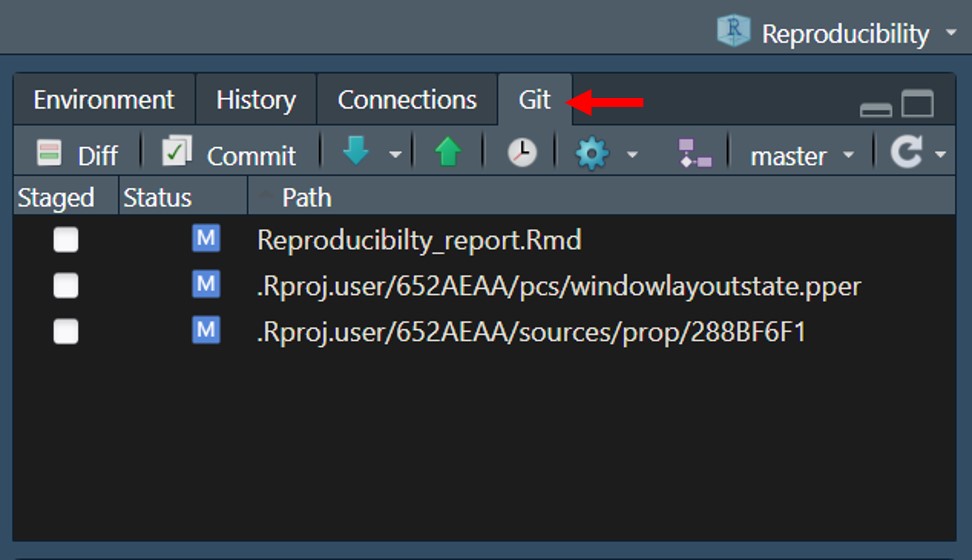 Reproducibility
Environment History Connections Git
Diff Commit master
Staged Status Path
M Reproducibilty_report.Rmd
M .Rproj.user/652AEAA/pcs/windowlayoutstate.pper
M .Rproj.user/652AEAA/sources/prop/288BF6F1